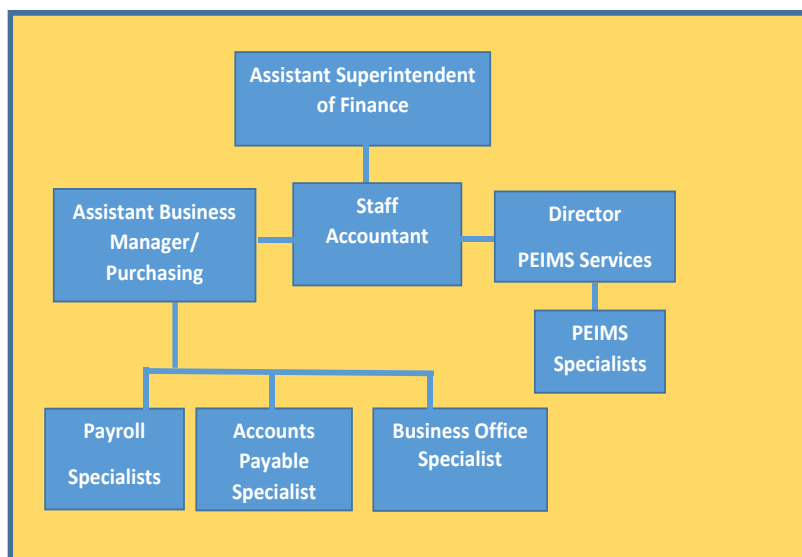 Assistant Superintendent
of Finance
Assistant Business
Manager/
Purchasing
Staff
Accountant
Director
PEIMS Services
PEIMS
Specialists
Payroll
Specialists
Accounts
Payable
Specialist
Business Office
Specialist